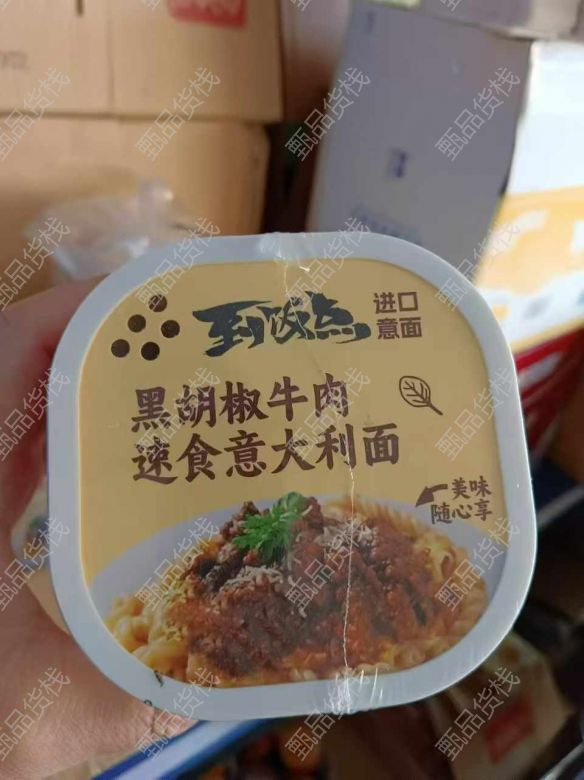 到饭点
进口
意面
黑胡椒牛肉
速食意大利面
美味
随心享
甄品货栈